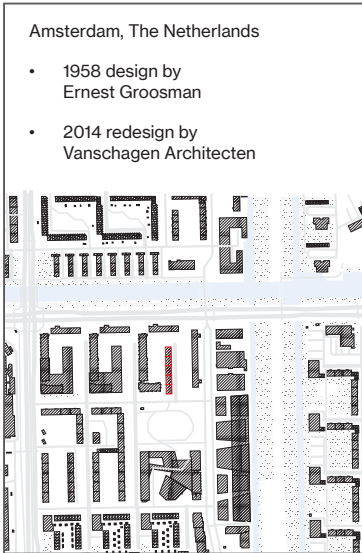 Amsterdam, The Netherlands
• 1958 design by
Ernest Groosman
• 2014 redesign by
Vanschagen Architecten